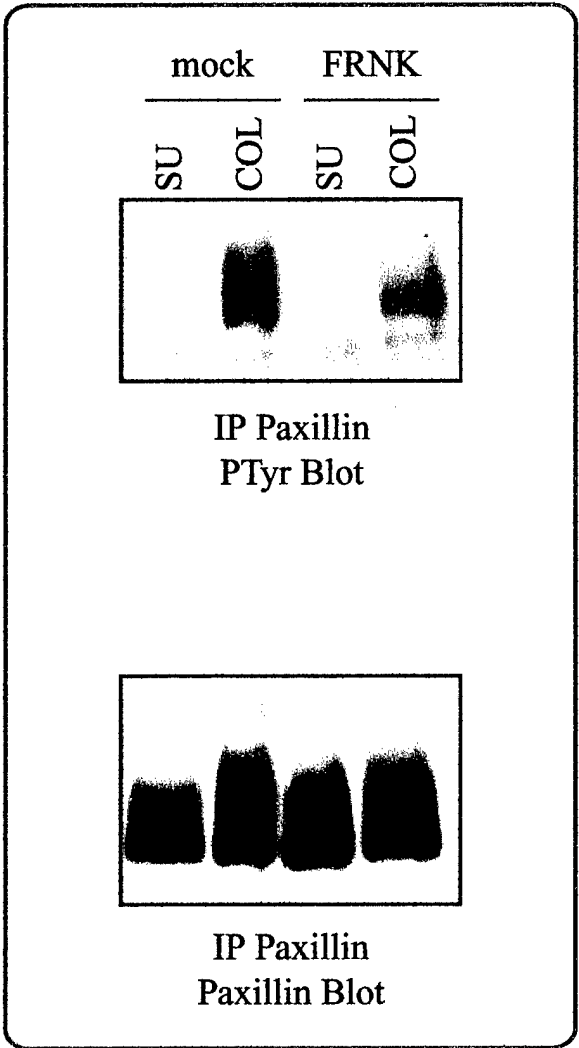 mock FRNK
SU COL SU COL
IP Paxillin
PTyr Blot
IP Paxillin
Paxillin Blot